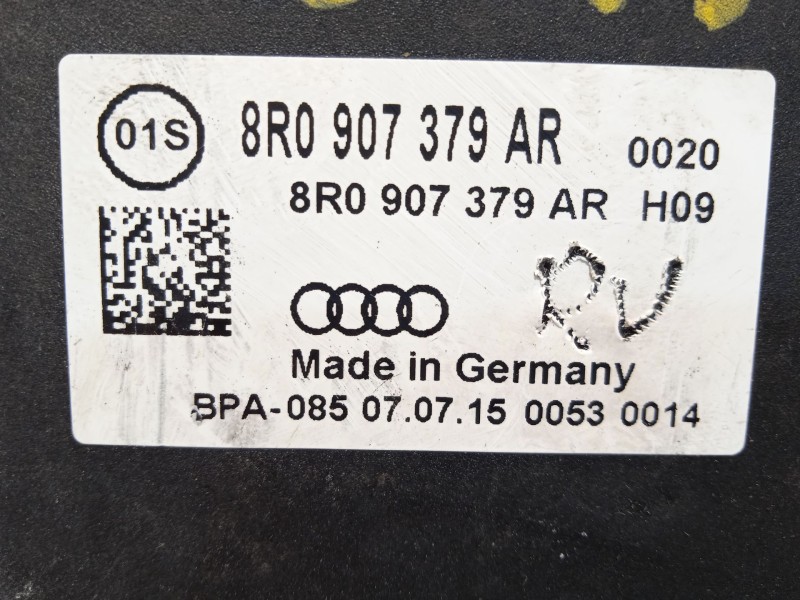 01S
8R0 907 379 AR 0020
8R0 907 379 AR H09
RV
Made in Germany
BPA-085 07.07.15 0053 0014